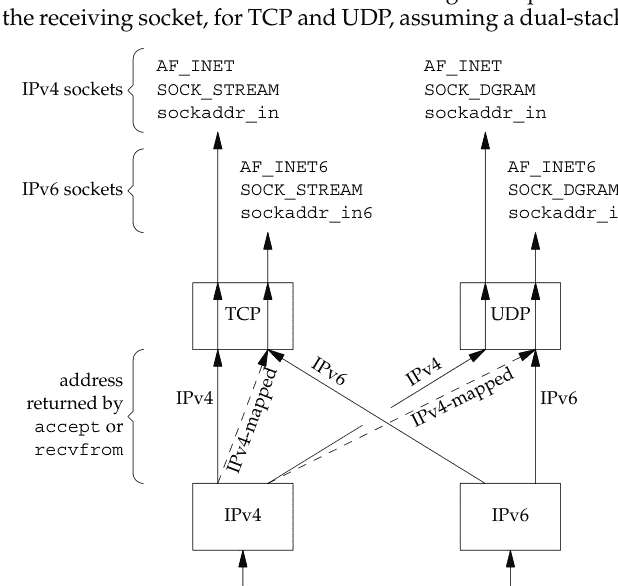 the receiving socket, for TCP and UDP, assuming a dual-stack
IPv4 sockets
AF_INET
SOCK_STREAM
sockaddr_in
AF_INET
SOCK_DGRAM
sockaddr_in
IPv6 sockets
AF_INET6
SOCK_STREAM
sockaddr_in6
AF_INET6
SOCK_DGRAM
sockaddr_i
TCP
UDP
address
returned by
accept or
recvfrom
IPv4
IPv4-mapped
IPv6
IPv4
IPv4-mapped
IPv6
IPv4
IPv6